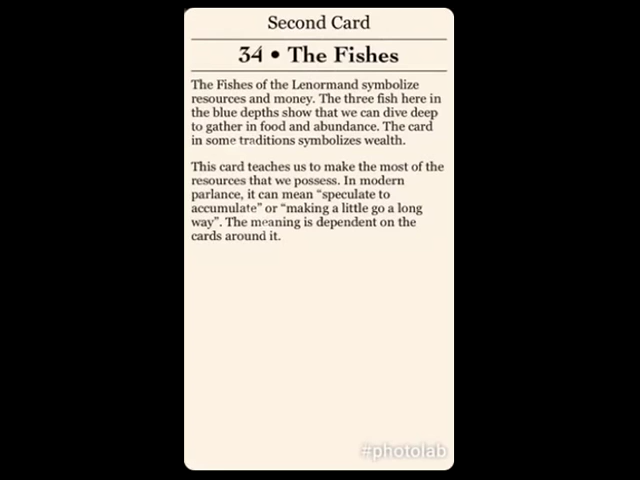 Second Card
34 • The Fishes
The Fishes of the Lenormand symbolize
resources and money. The three fish here in
the blue depths show that we can dive deep
to gather in food and abundance. The card
in some traditions symbolizes wealth.
This card teaches us to make the most of the
resources that we possess. In modern
parlance, it can mean “speculate to
accumulate” or “making a little go a long
way”. The meaning is dependent on the
cards around it.
#photolab